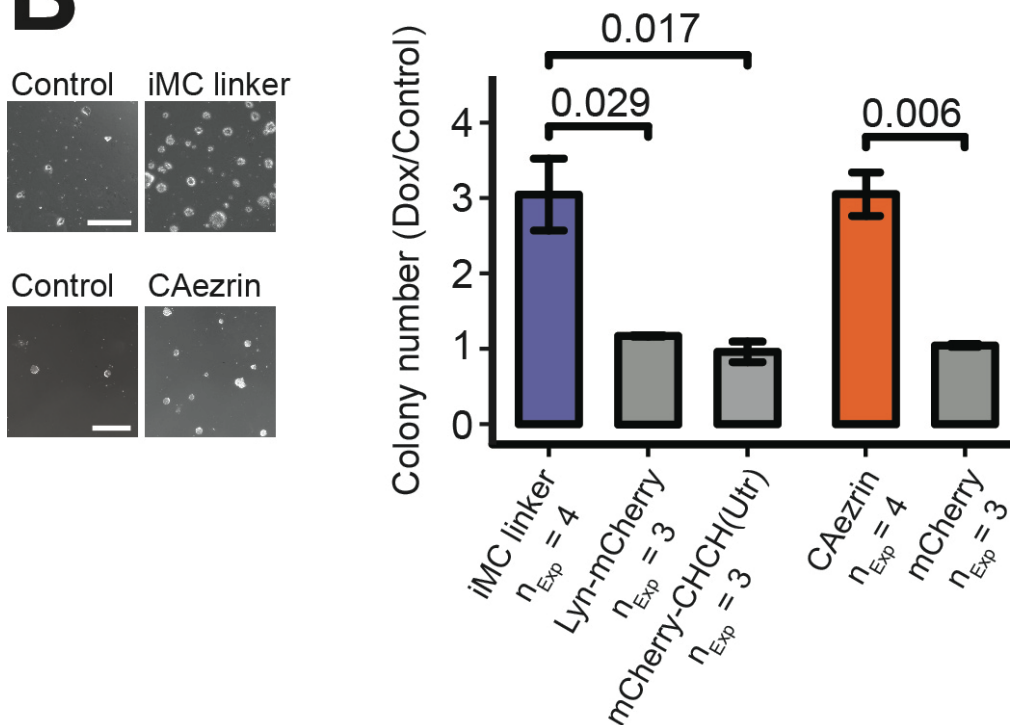 B
Control iMC linker
Control CAezrin
Colony number (Dox/Control)
4
3
2
1
0
0.017
0.029
0.006
iMC linker
nExp = 4
Lyn-mCherry
nExp = 3
mCherry-CHCH(Utr)
nExp = 3
CAezrin
nExp = 4
mCherry
nExp = 3